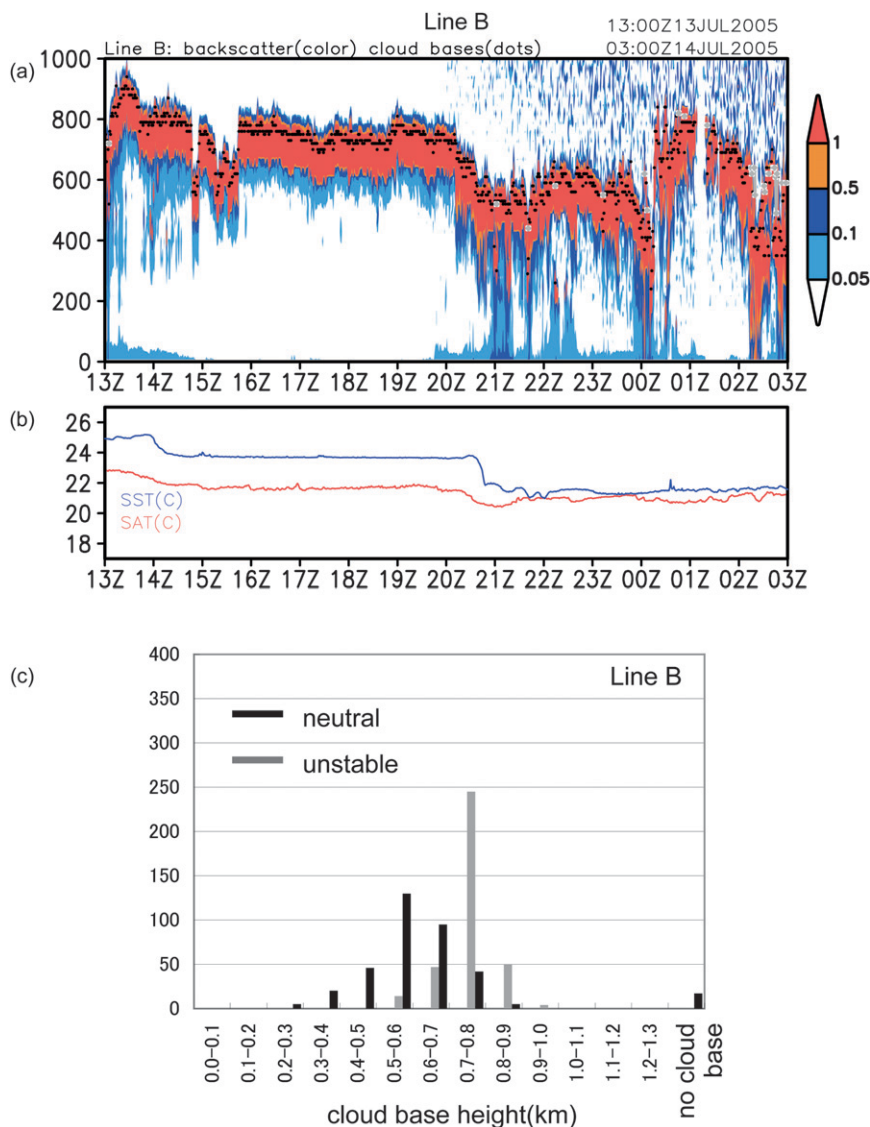 Line B
13:00Z13JUL2005
Line B: backscatter(color) cloud bases(dots)
03:00Z14JUL2005
(a)
1000
800
600
400
200
0
13Z 14Z 15Z 16Z 17Z 18Z 19Z 20Z 21Z 22Z 23Z 00Z 01Z 02Z 03Z
1
0.5
0.1
0.05
(b)
26
24
22
20
18
SST(C)
SAT(C)
13Z 14Z 15Z 16Z 17Z 18Z 19Z 20Z 21Z 22Z 23Z 00Z 01Z 02Z 03Z
(c)
400
350
300
250
200
150
100
50
0
Line B
neutral
unstable
0.0-0.1
0.1-0.2
0.2-0.3
0.3-0.4
0.4-0.5
0.5-0.6
0.6-0.7
0.7-0.8
0.8-0.9
0.9-1.0
1.0-1.1
1.1-1.2
1.2-1.3
no cloud
base
cloud base height(km)